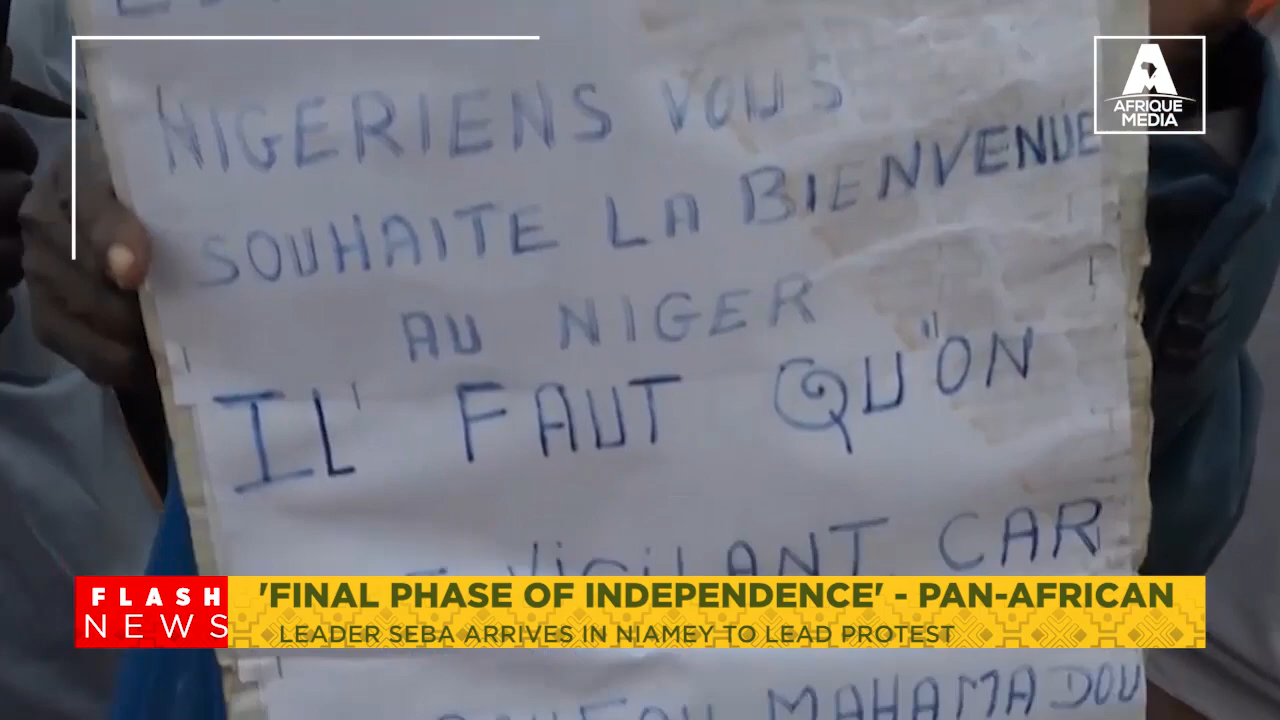 NIGERIENS VOUS
SOUHAITE LA BIENVENUE
AU NIGER
IL' FAUT QU"ON
VIGILANT CAR
MAHAMADOU
AFRIQUE
MEDIA
FLASH
NEWS
'FINAL PHASE OF INDEPENDENCE' - PAN-AFRICAN
LEADER SEBA ARRIVES IN NIAMEY TO LEAD PROTEST